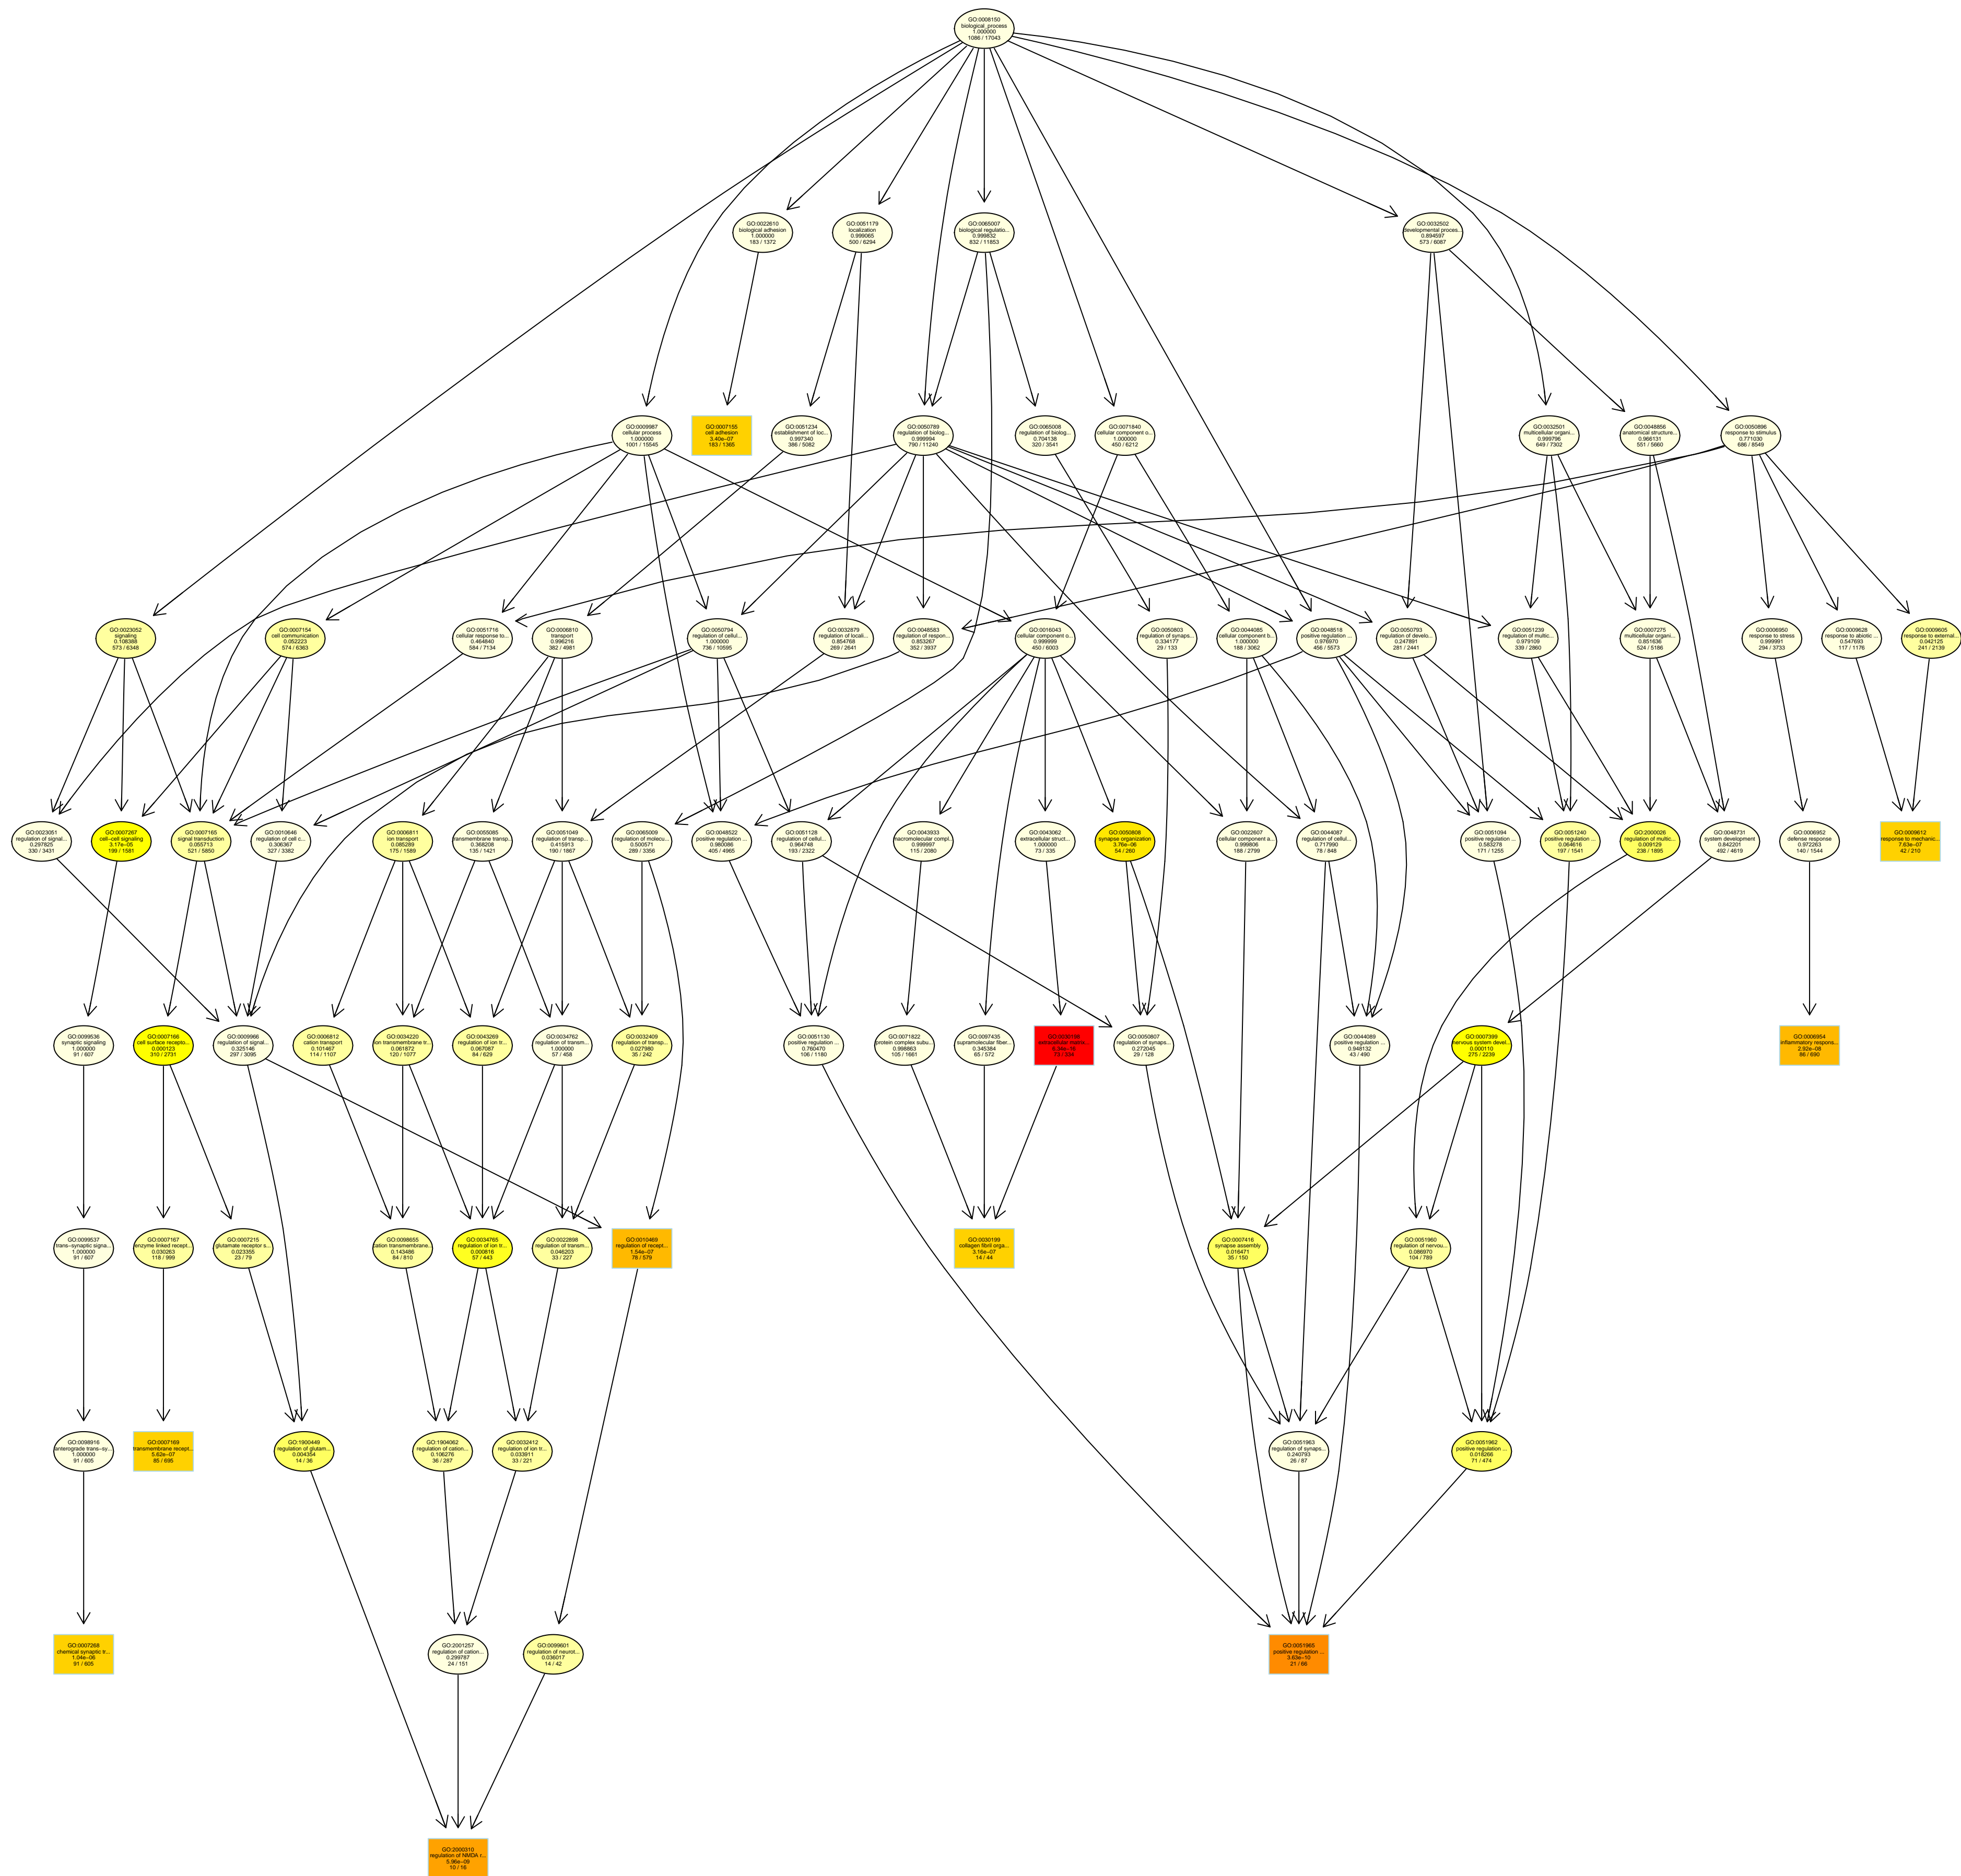 GO:0008150
biological_process
1.000000
1086 / 17043
GO:0022610
biological adhesion
1.000000
183 / 1372
GO:0051179
localization
0.999065
500 / 6294
GO:0065007
biological regulatio...
0.999832
832 / 11853
GO:0032502
developmental proces...
0.894597
573 / 6087
GO:0009987
cellular process
1.000000
1001 / 15545
GO:0007155
cell adhesion
3.40e−07
183 / 1365
GO:0051234
establishment of loc...
0.997340
386 / 5082
GO:0050789
regulation of biolog...
0.999994
790 / 11240
GO:0065008
regulation of biolog...
0.704138
320 / 3541
GO:0071840
cellular component o...
1.000000
450 / 6212
GO:0032501
multicellular organi...
0.999796
649 / 7302
GO:0048856
anatomical structure...
0.966131
551 / 5660
GO:0050896
response to stimulus
0.771030
686 / 8549
GO:0023052
signaling
0.108388
573 / 6348
GO:0007154
cell communication
0.052223
574 / 6363
GO:0051716
cellular response to...
0.464840
584 / 7134
GO:0006810
transport
0.996216
382 / 4981
GO:0050794
regulation of cellul...
1.000000
736 / 10595
GO:0032879
regulation of locali...
0.854768
269 / 2641
GO:0048583
regulation of respon...
0.853267
352 / 3937
GO:0016043
cellular component o...
0.999999
450 / 6003
GO:0050803
regulation of synaps...
0.334177
29 / 133
GO:0044085
cellular component b...
1.000000
188 / 3062
GO:0048518
positive regulation ...
0.976970
456 / 5573
GO:0050793
regulation of develo...
0.247891
281 / 2441
GO:0051239
regulation of multic...
0.979109
339 / 2860
GO:0007275
multicellular organi...
0.851636
524 / 5186
GO:0006950
response to stress
0.999991
294 / 3733
GO:0009628
response to abiotic ...
0.547693
117 / 1176
GO:0009605
response to external...
0.042125
241 / 2139
GO:0023051
regulation of signal...
0.297825
330 / 3431
GO:0007267
cell−cell signaling
3.17e−05
199 / 1581
GO:0007165
signal transduction
0.055713
521 / 5850
GO:0010646
regulation of cell c...
0.306367
327 / 3382
GO:0006811
ion transport
0.085289
175 / 1589
GO:0055085
transmembrane transp...
0.368208
135 / 1421
GO:0051049
regulation of transp...
0.415913
190 / 1867
GO:0065009
regulation of molecu...
0.500571
289 / 3356
GO:0048522
positive regulation ...
0.980086
405 / 4965
GO:0051128
regulation of cellul...
0.964748
193 / 2322
GO:0043933
macromolecular compl...
0.999997
115 / 2080
GO:0043062
extracellular struct...
1.000000
73 / 335
GO:0050808
synapse organization
3.76e−06
54 / 260
GO:0022607
cellular component a...
0.999806
168 / 2799
GO:0044087
regulation of cellul...
0.717990
78 / 848
GO:0051094
positive regulation ...
0.583278
171 / 1255
GO:0051240
positive regulation ...
0.064616
197 / 1541
GO:2000026
regulation of multic...
0.009129
238 / 1895
GO:0048731
system development
0.842201
492 / 4619
GO:0006952
defense response
0.972263
140 / 1544
GO:0009612
response to mechanic...
7.63e−07
42 / 210
GO:0099536
synaptic signaling
1.000000
91 / 607
GO:0007166
cell surface recepto...
0.000123
310 / 2731
GO:0009966
regulation of signal...
0.325146
297 / 3095
GO:0006812
cation transport
0.101467
114 / 1107
GO:0034220
ion transmembrane tr...
0.061872
120 / 1077
GO:0043269
regulation of ion tr...
0.067087
84 / 629
GO:0034762
regulation of transm...
1.000000
57 / 458
GO:0032409
regulation of transp...
0.027980
35 / 242
GO:0051130
positive regulation ...
0.760470
106 / 1180
GO:0071822
protein complex subu...
0.998863
105 / 1661
GO:0097435
supramolecular fiber...
0.345384
65 / 572
GO:0030198
extracellular matrix...
73 / 334
GO:0050807
regulation of synaps...
0.272045
29 / 128
GO:0044089
positive regulation ...
0.948132
43 / 490
GO:0007399
nervous system devel...
0.000110
275 / 2239
GO:0006954
inflammatory respons...
2.92e−08
86 / 690
GO:0099537
trans−synaptic signa...
1.000000
91 / 607
GO:0007167
enzyme linked recept...
0.030263
118 / 999
GO:0007215
glutamate receptor s...
0.023355
23 / 79
GO:0098655
cation transmembrane...
0.143486
84 / 810
GO:0034765
regulation of ion tr...
0.000816
57 / 443
GO:0022898
regulation of transm...
0.046203
33 / 227
GO:0010469
regulation of recept...
1.54e−07
78 / 579
GO:0030199
collagen fibril orga...
3.16e−07
14 / 44
GO:0007416
synapse assembly
0.016471
35 / 150
GO:0051960
regulation of nervou...
0.086970
104 / 789
GO:0098916
anterograde trans−sy...
1.000000
91 / 605
GO:0007169
transmembrane recept...
5.82e−07
85 / 695
GO:1900449
regulation of glutam...
0.004354
14 / 36
GO:1904062
regulation of cation...
0.106276
36 / 287
GO:0032412
regulation of ion tr...
0.033911
33 / 221
GO:0051963
regulation of synaps...
0.240793
26 / 87
GO:0051962
positive regulation ...
0.018266
71 / 474
GO:0007268
chemical synaptic tr...
1.04e−06
91 / 605
GO:2001257
regulation of cation...
0.299787
24 / 151
GO:0099601
regulation of neurot...
0.036017
14 / 42
GO:0051965
positive regulation ...
3.63e−10
21 / 66
GO:2000310
regulation of NMDA r...
5.96e−09
10 / 16